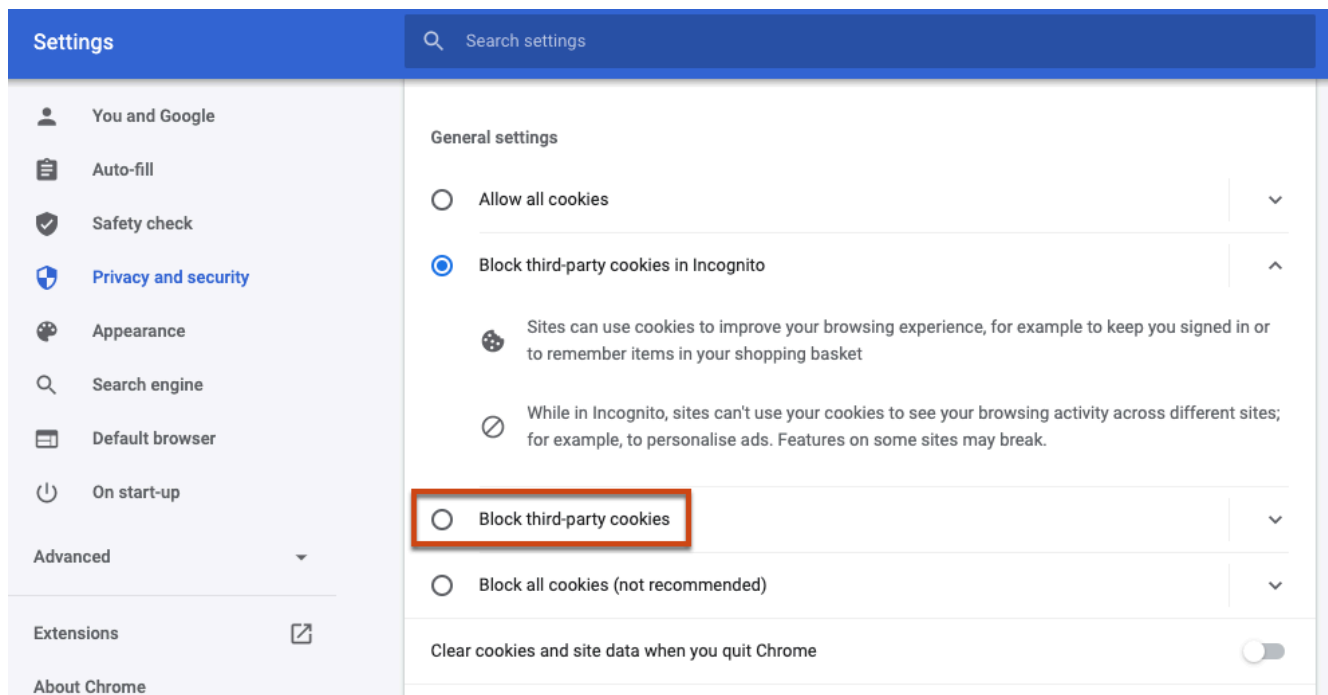 Settings
Search settings
You and Google
Auto-fill
Safety check
Privacy and security
Appearance
Search engine
Default browser
On start-up
Advanced
Extensions
About Chrome
General settings
Allow all cookies
Block third-party cookies in Incognito
Sites can use cookies to improve your browsing experience, for example to keep you signed in or
to remember items in your shopping basket
While in Incognito, sites can't use your cookies to see your browsing activity across different sites;
for example, to personalise ads. Features on some sites may break.
Block third-party cookies
Block all cookies (not recommended)
Clear cookies and site data when you quit Chrome